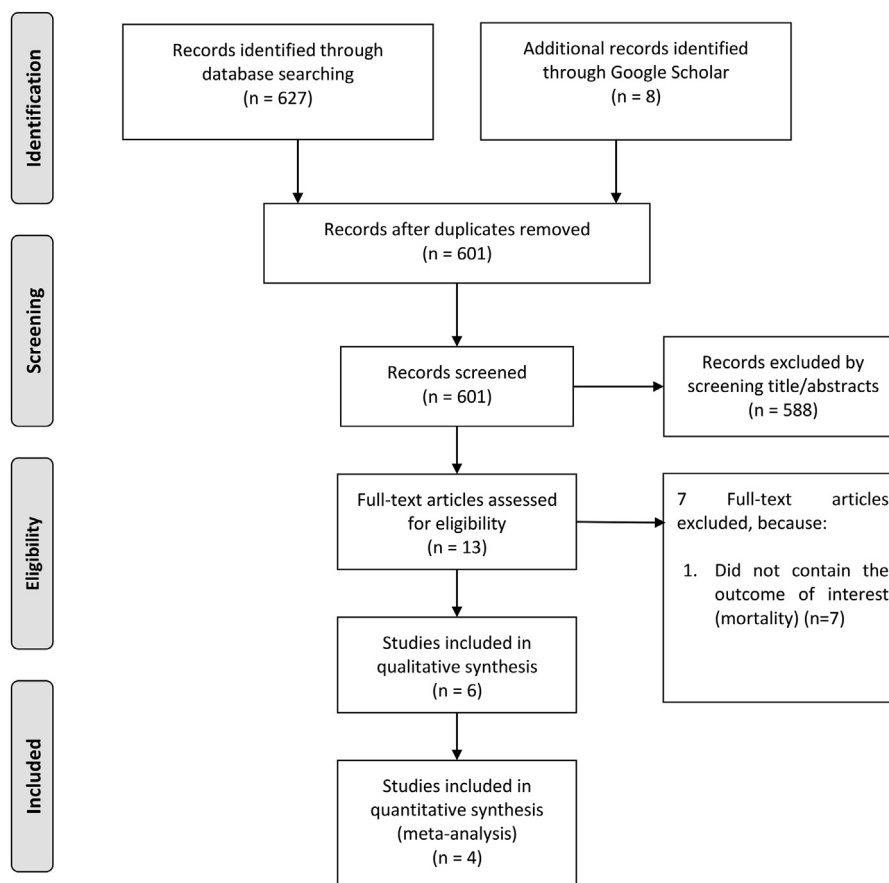 Identification
Records identified through
database searching
(n = 627)
Additional records identified
through Google Scholar
(n = 8)
Records after duplicates removed
(n = 601)
Screening
Records screened
(n = 601)
Records excluded by
screening title/abstracts
(n = 588)
Eligibility
Full-text articles assessed
for eligibility
(n = 13)
7 Full-text articles
excluded, because:
1. Did not contain the
outcome of interest
(mortality) (n=7)
Studies included in
qualitative synthesis
(n = 6)
Included
Studies included in
quantitative synthesis
(meta-analysis)
(n = 4)